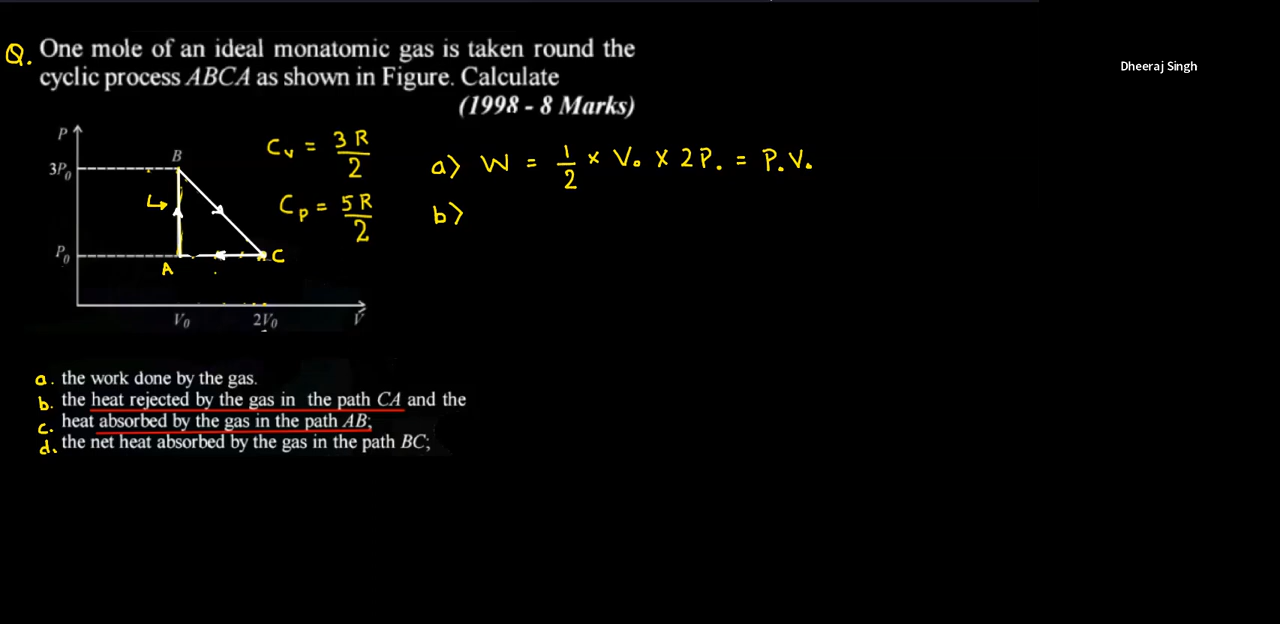 Q. One mole of an ideal monatomic gas is taken round the
cyclic process ABCA as shown in Figure. Calculate
(1998 - 8 Marks)
Dheeraj Singh
P
3P₀
B
P₀
A
C
V₀
2V₀
V
Cᵥ = 3R/2
Cₚ = 5R/2
a) W = 1/2 × V₀ × 2P₀ = P₀V₀
b)
a. the work done by the gas.
b. the heat rejected by the gas in the path CA and the
c. heat absorbed by the gas in the path AB;
d. the net heat absorbed by the gas in the path BC;